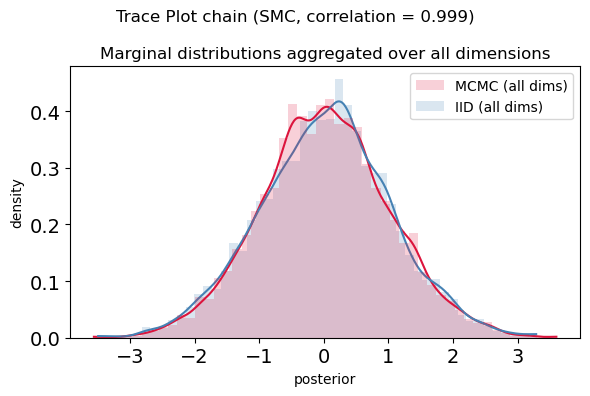 Trace Plot chain (SMC, correlation = 0.999)
Marginal distributions aggregated over all dimensions
MCMC (all dims)
IID (all dims)
density
0.4
0.3
0.2
0.1
0.0
−3 −2 −1 0 1 2 3
posterior